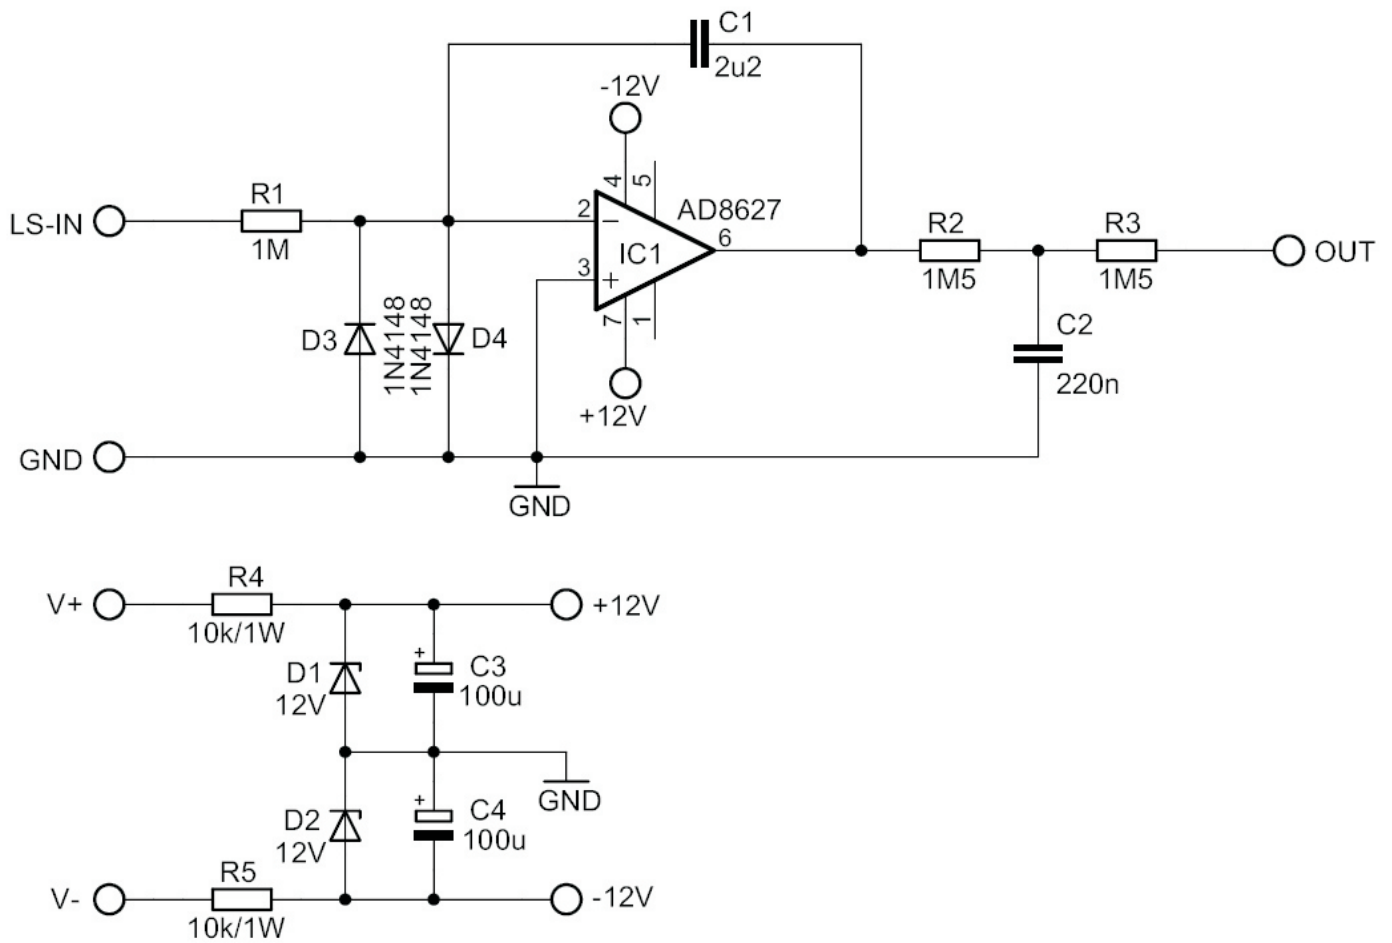 C1
2u2
-12V
4
5
LS-IN
R1
1M
2
-
AD8627
6
IC1
3
+
7
1
+12V
R2
1M5
R3
1M5
OUT
D3
1N4148
1N4148
D4
C2
220n
GND
GND
V+
R4
10k/1W
+12V
D1
12V
+
C3
100u
GND
D2
12V
+
C4
100u
V-
R5
10k/1W
-12V